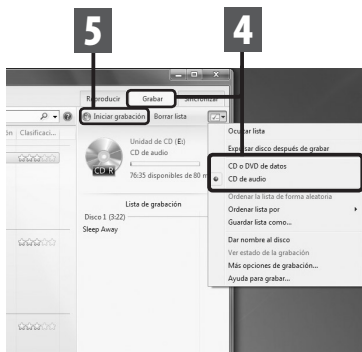 5
4
Reproducir Grabar Sincronizar
Iniciar grabación Borrar lista
Clasificaci...
Unidad de CD (E:)
CD de audio
CD R
76:35 disponibles de 80 m
Lista de grabación
Disco 1 (3:22)
Sleep Away
Ocultar lista
Expulsar disco después de grabar
CD o DVD de datos
CD de audio
Ordenar la lista de forma aleatoria
Ordenar lista por
Guardar lista como...
Dar nombre al disco
Ver estado de la grabación
Más opciones de grabación...
Ayuda para grabar...